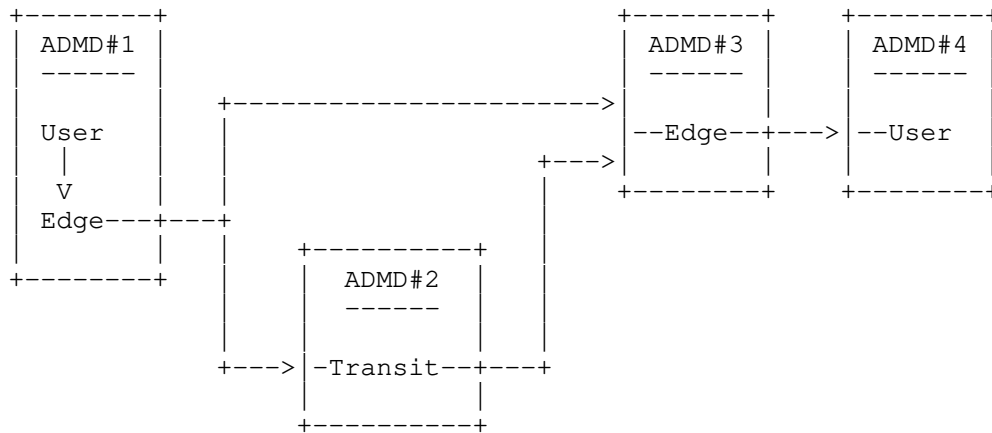 ADMD#1 ADMD#3 ADMD#4
------ ------ ------
User --Edge--+---> --User
V
Edge---+---+
ADMD#2
------
-Transit--+---+